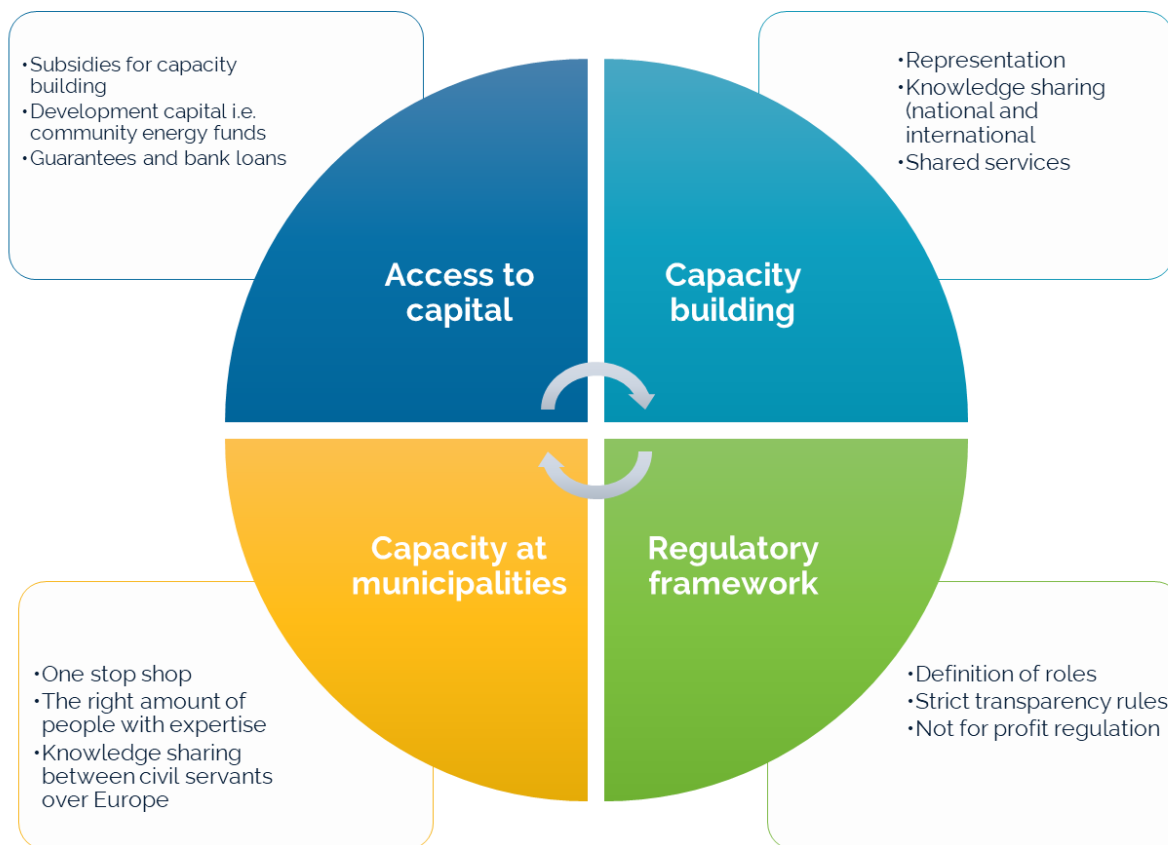 •Subsidies for capacity
building
•Development capital i.e.
community energy funds
•Guarantees and bank loans
•Representation
•Knowledge sharing
(national and
international
•Shared services
Access to
capital
Capacity
building
Capacity at
municipalities
Regulatory
framework
•One stop shop
•The right amount of
people with expertise
•Knowledge sharing
between civil servants
over Europe
•Definition of roles
•Strict transparency rules
•Not for profit regulation